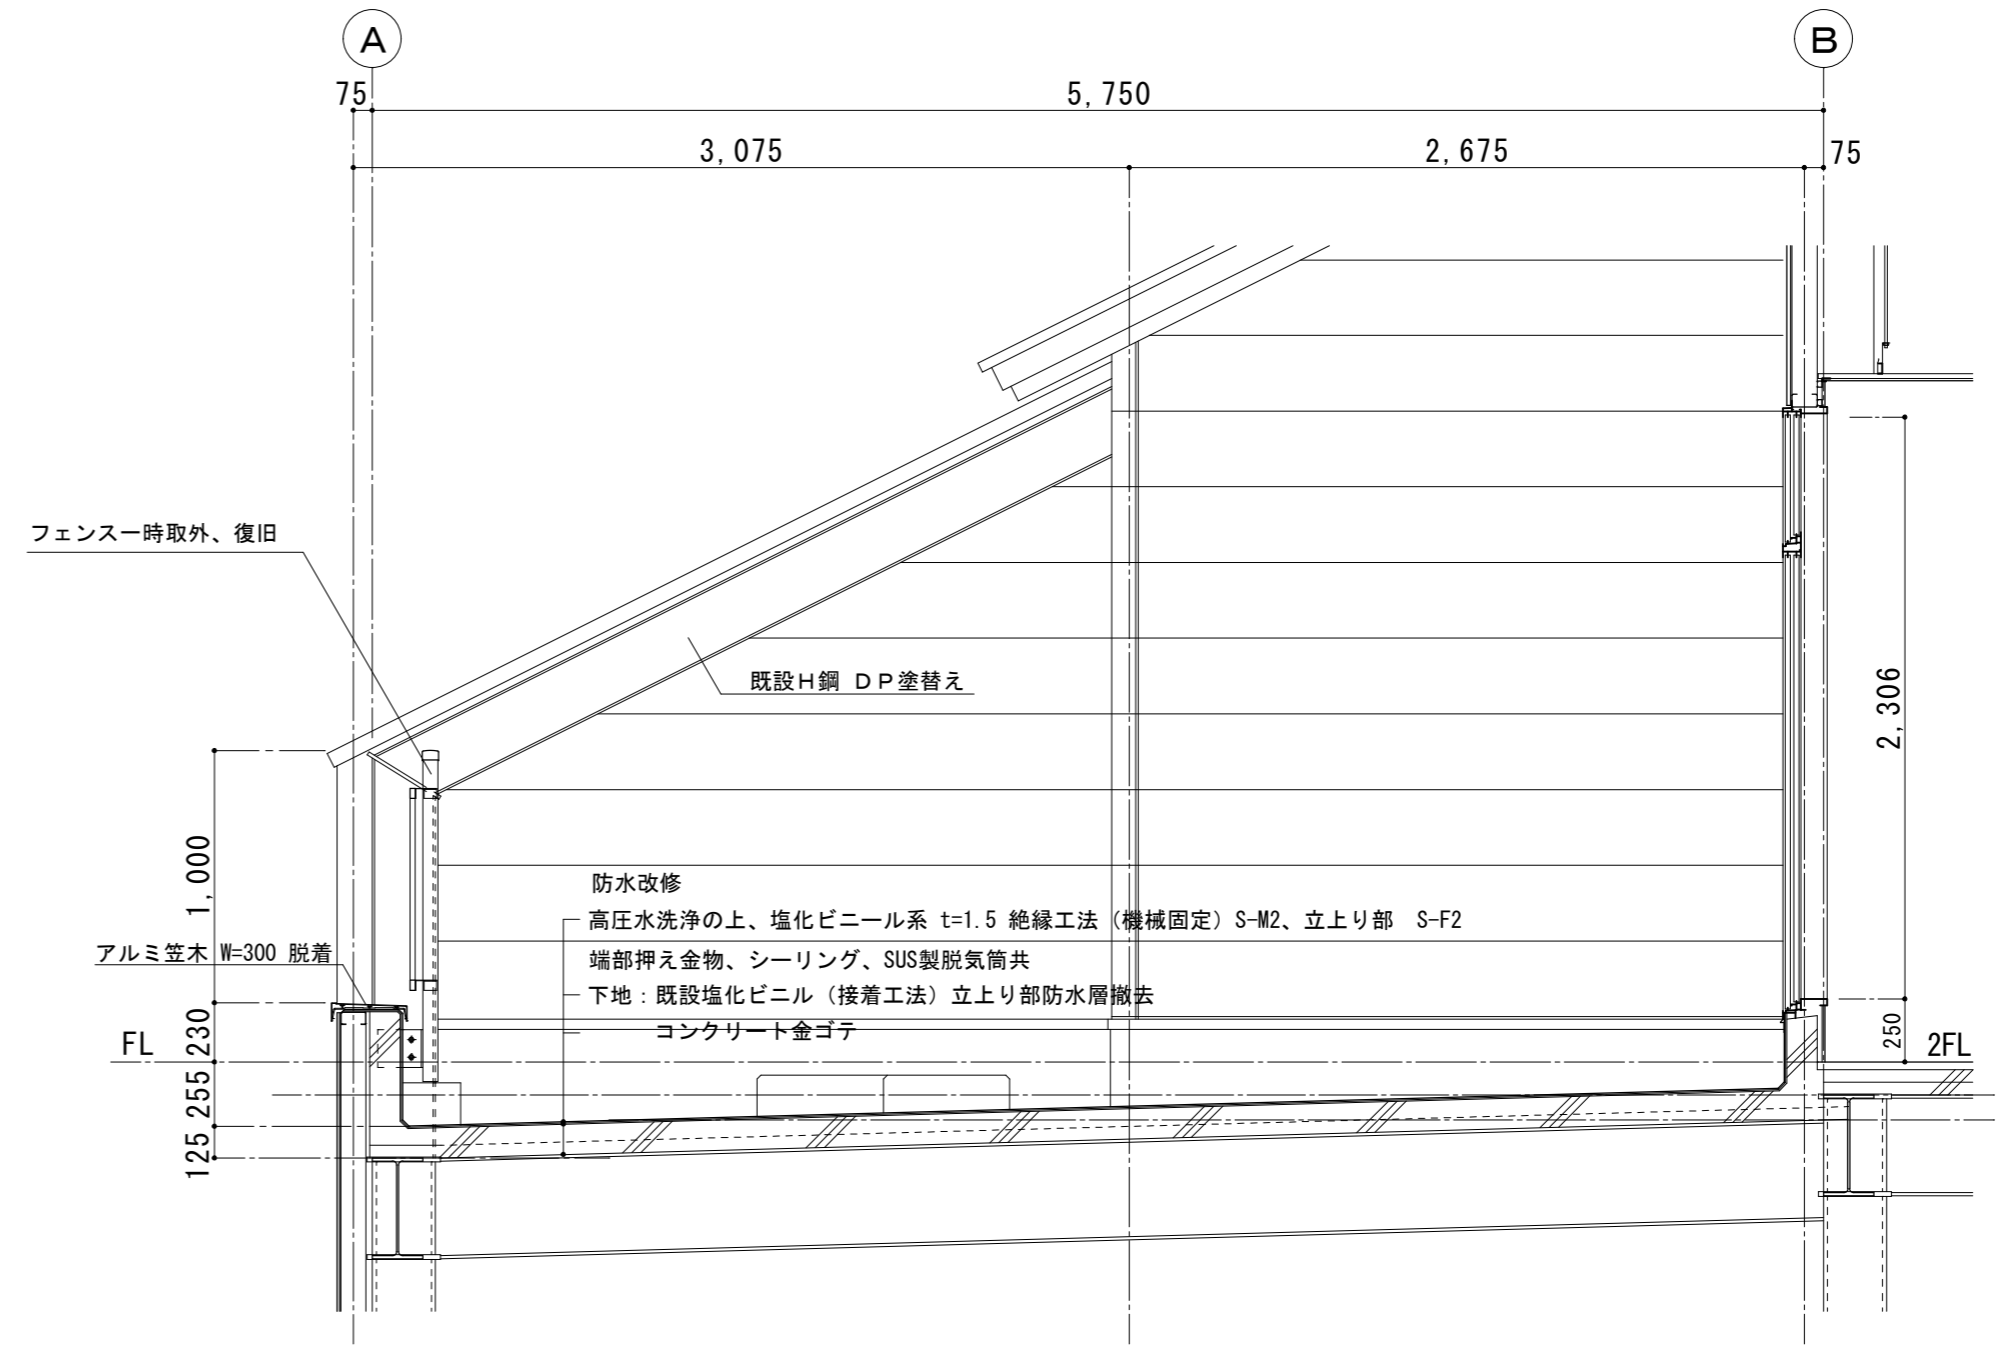 A
B
75
5,750
3,075
2,675
75
フェンス一時取外、復旧
既設H鋼 DP塗替え
2,306
1,000
防水改修
高圧水洗浄の上、塩化ビニール系 t=1.5 絶縁工法（機械固定）S-M2、立上り部 S-F2
アルミ笠木 W=300 脱着
端部押え金物、シーリング、SUS製脱気筒共
下地：既設塩化ビニル（接着工法）立上り部防水層撤去
コンクリート金ゴテ
FL
230
250
2FL
255
125